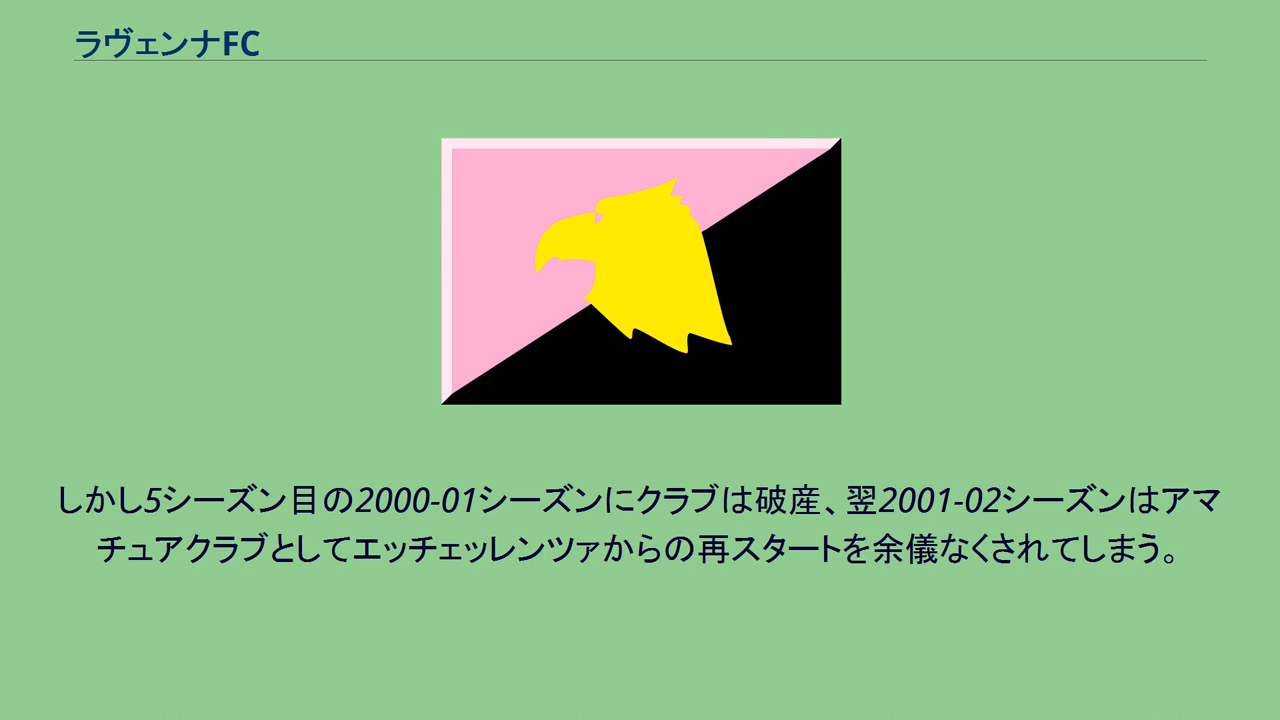 ラヴェンナFC
しかし5シーズン目の2000-01シーズンにクラブは破産、翌2001-02シーズンはアマ
チュアクラブとしてエッチェッレンツァからの再スタートを余儀なくされてしまう。